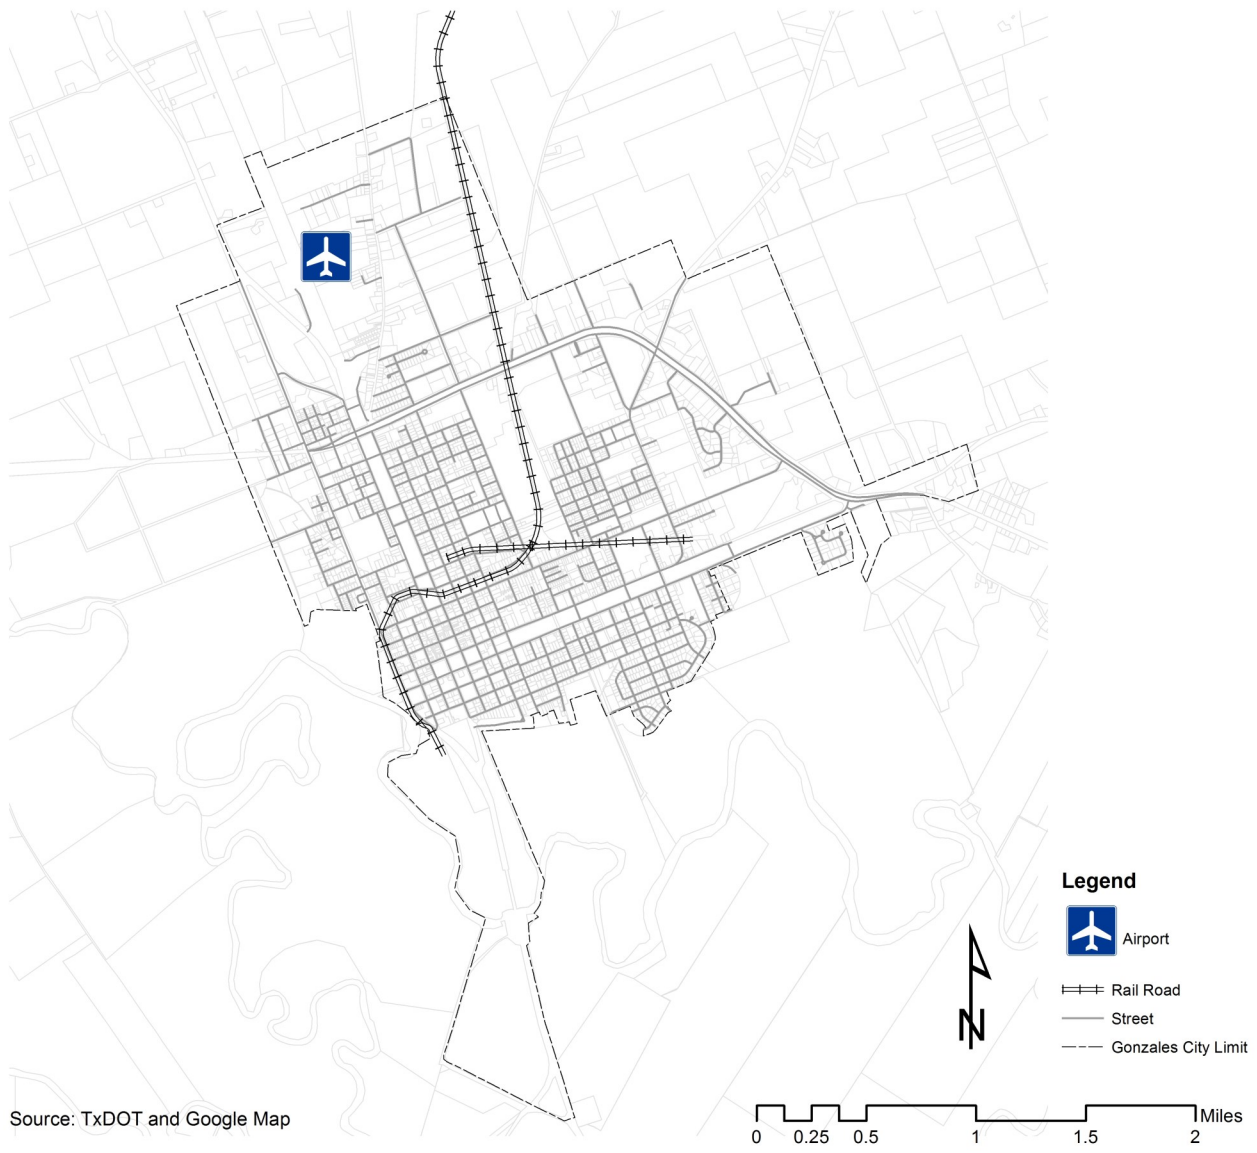 Legend
Airport
Rail Road
Street
Gonzales City Limit
N
Source: TxDOT and Google Map
Miles
0 0.25 0.5 1 1.5 2